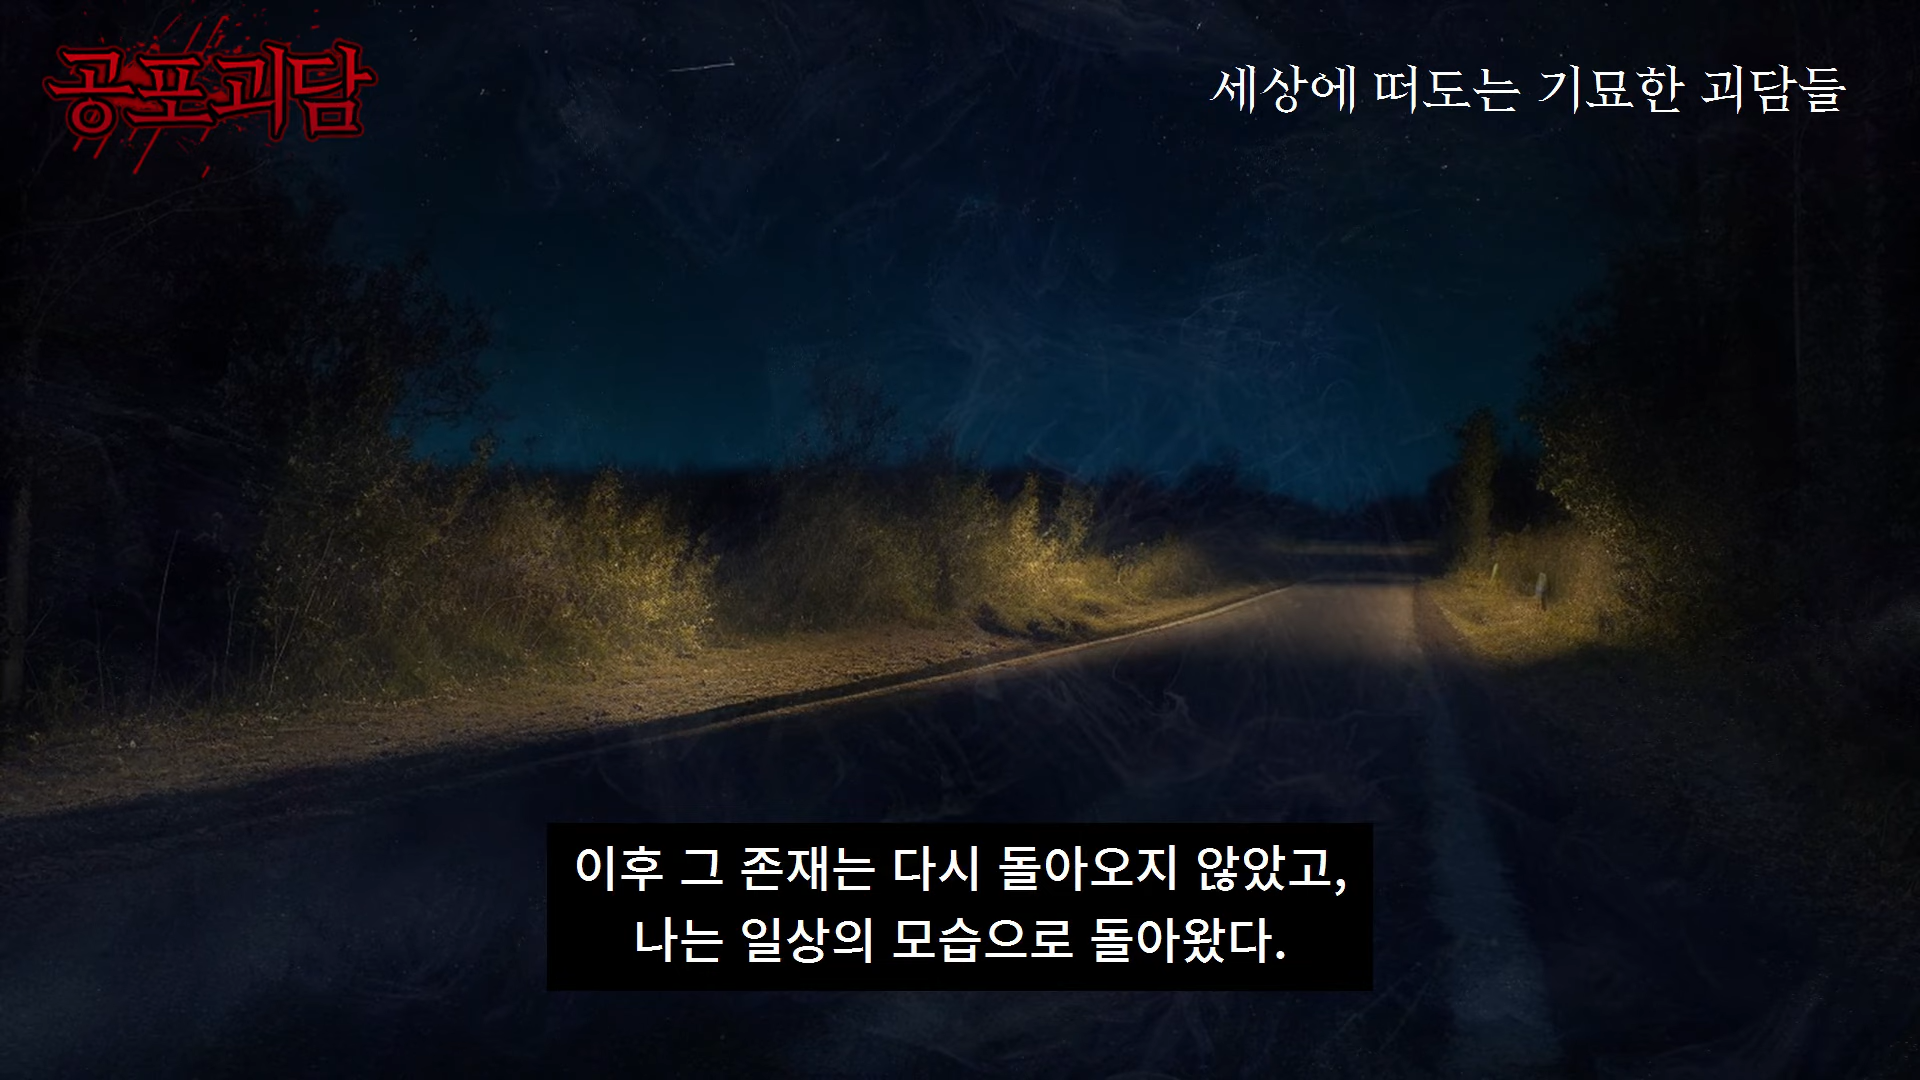 공포괴담
세상에 떠도는 기묘한 괴담들
이후 그 존재는 다시 돌아오지 않았고,
나는 일상의 모습으로 돌아왔다.